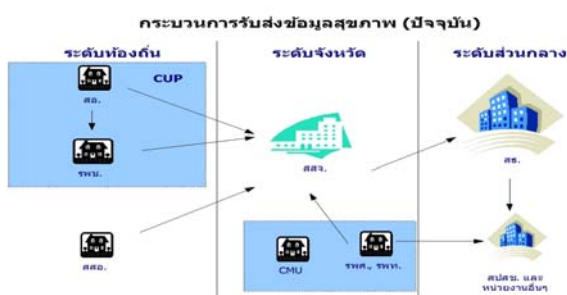 กระบวนการรับส่งข้อมูลสุขภาพ (ปัจจุบัน)
ระดับท้องถิ่น
ระดับจังหวัด
ระดับส่วนกลาง
CUP
สอ.
รพช.
สสจ.
สธ.
สสอ.
CMU
รพศ., รพท.
สปสช. และ
หน่วยงานอื่นๆ